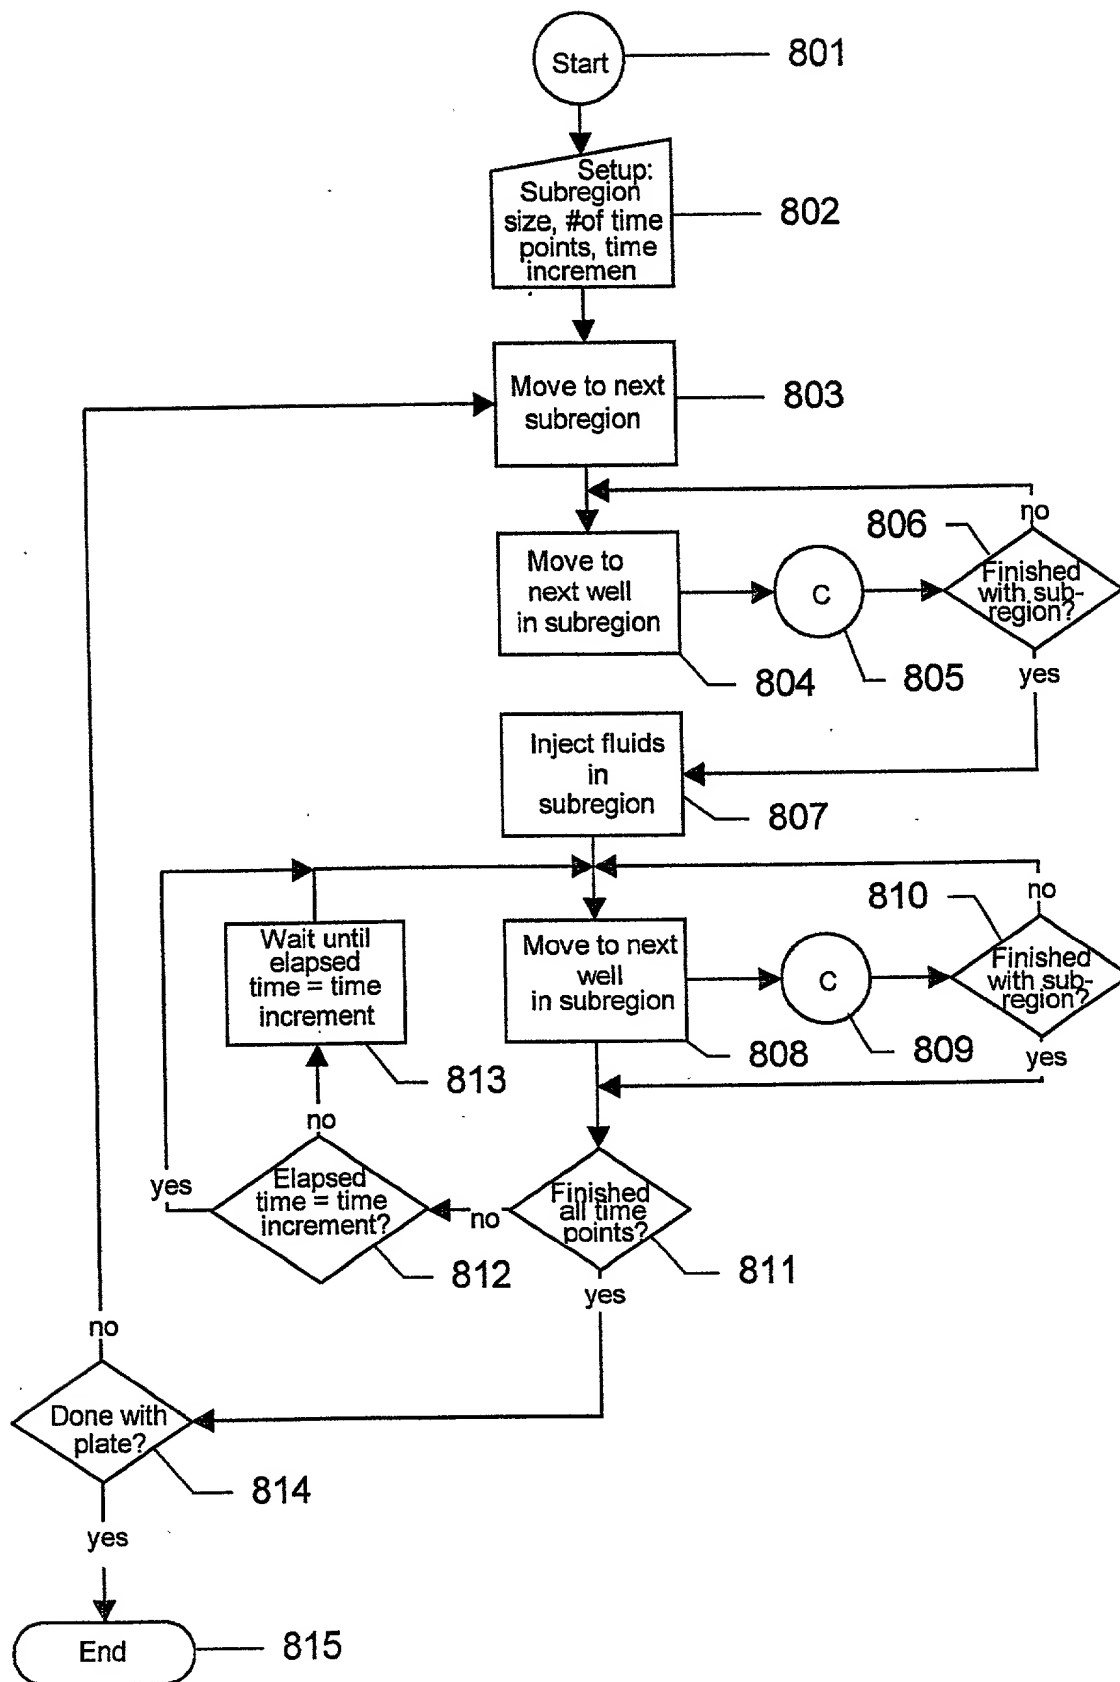 Start
801
Setup:
Subregion
size, #of time
points, time
incremen
802
Move to next
subregion
803
no
806
Move to
next well
in subregion
C
Finished
with sub-
region?
804
805
yes
Inject fluids
in
subregion
807
no
810
Wait until
elapsed
time = time
increment
Move to next
well
in subregion
C
Finished
with sub-
region?
808
809
yes
813
no
yes
Elapsed
time = time
increment?
no
Finished
all time
points?
812
811
yes
no
Done with
plate?
814
yes
End
815